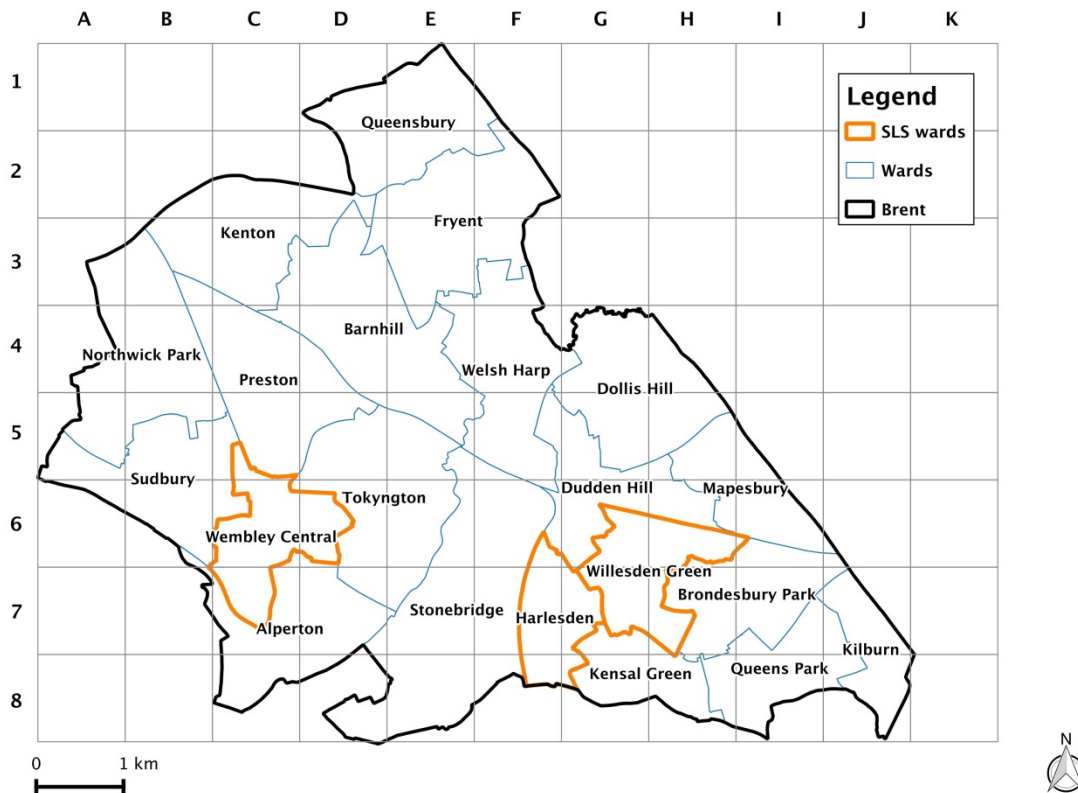 A B C D E F G H I J K
1
Legend
Queensbury
SLS wards
2
Wards
Brent
Fryent
Kenton
3
Barnhill
4
Northwick Park
Welsh Harp
Preston
Dollis Hill
5
Sudbury
Dudden Hill
Mapesbury
Tokyngton
6
Wembley Central
Willesden Green
Brondesbury Park
7
Stonebridge
Harlesden
Alperton
Kilburn
Queens Park
Kensal Green
8
N
0 1 km